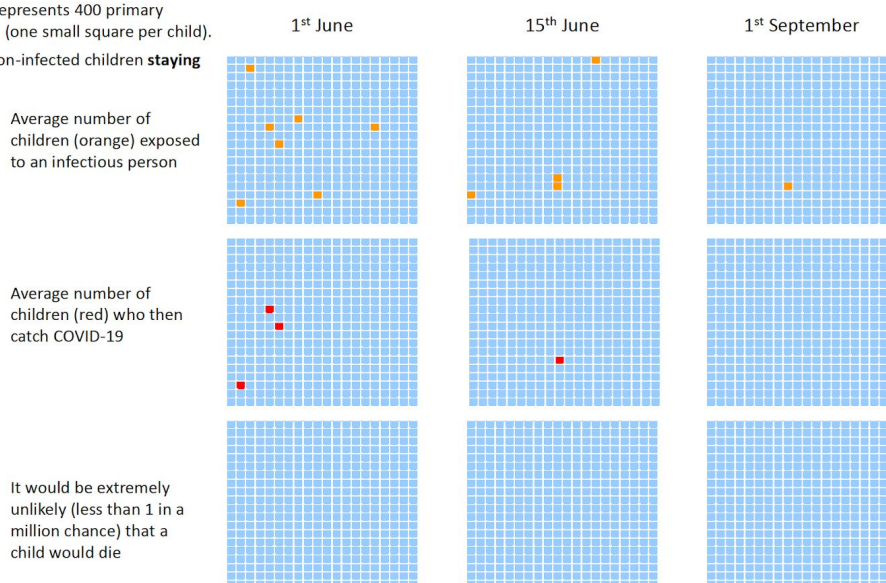 epresents 400 primary
(one small square per child).
on-infected children staying
1st June
15th June
1st September
Average number of
children (orange) exposed
to an infectious person
Average number of
children (red) who then
catch COVID-19
It would be extremely
unlikely (less than 1 in a
million chance) that a
child would die